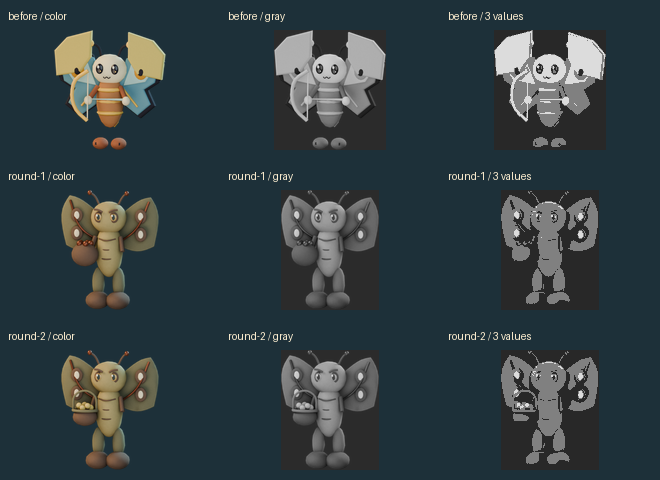 before / color
before / gray
before / 3 values
round-1 / color
round-1 / gray
round-1 / 3 values
round-2 / color
round-2 / gray
round-2 / 3 values